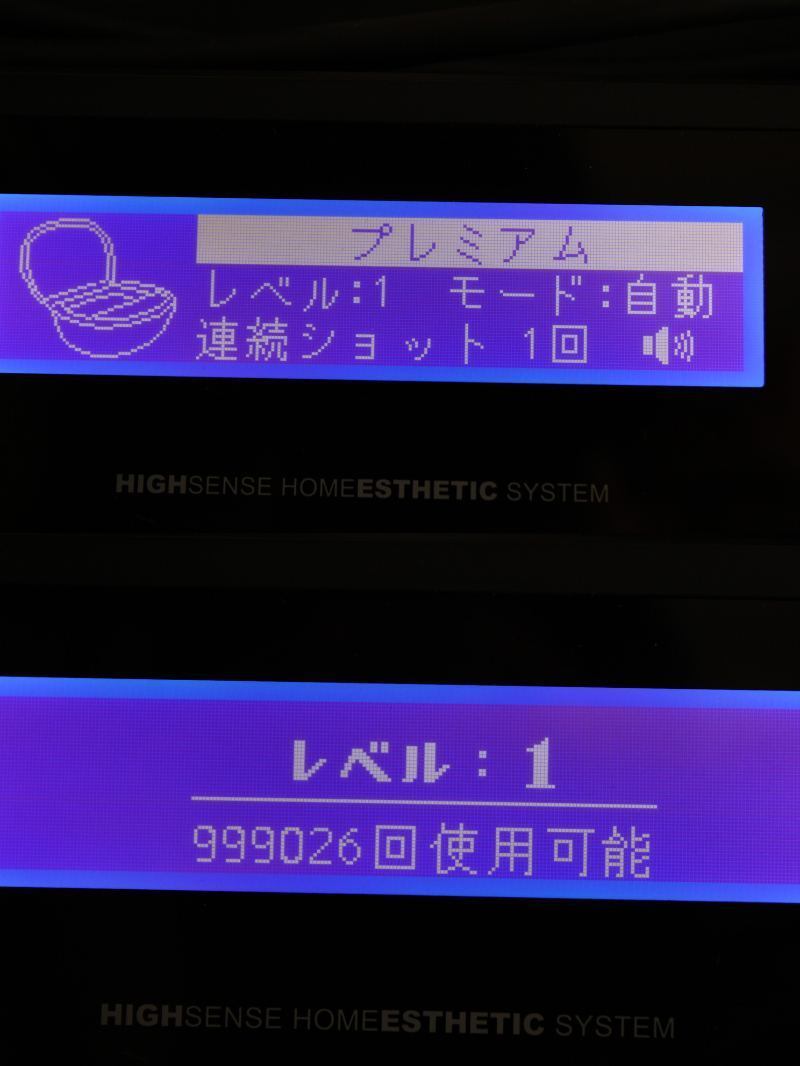 プレミアム
レベル:1 モード:自動
連続ショット 1回
HIGHSENSE HOMEESTHETIC SYSTEM
レベル:1
999026回使用可能
HIGHSENSE HOMEESTHETIC SYSTEM